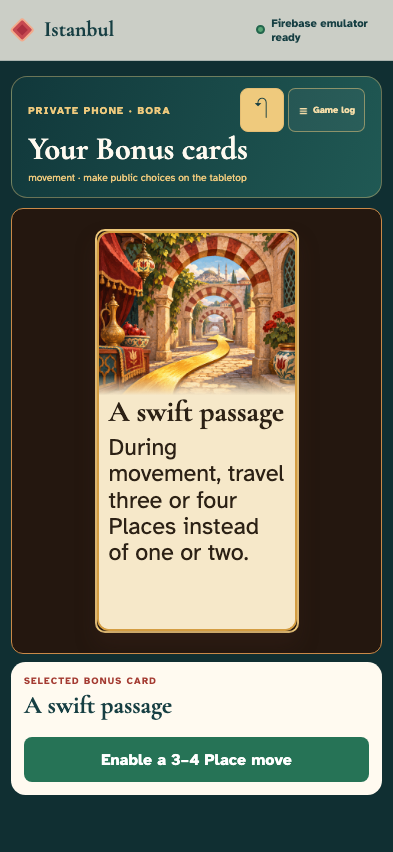 Istanbul
Firebase emulator
ready
PRIVATE PHONE · BORA
≡ Game log
Your Bonus cards
movement · make public choices on the tabletop
A swift passage
During
movement, travel
three or four
Places instead
of one or two.
SELECTED BONUS CARD
A swift passage
Enable a 3–4 Place move